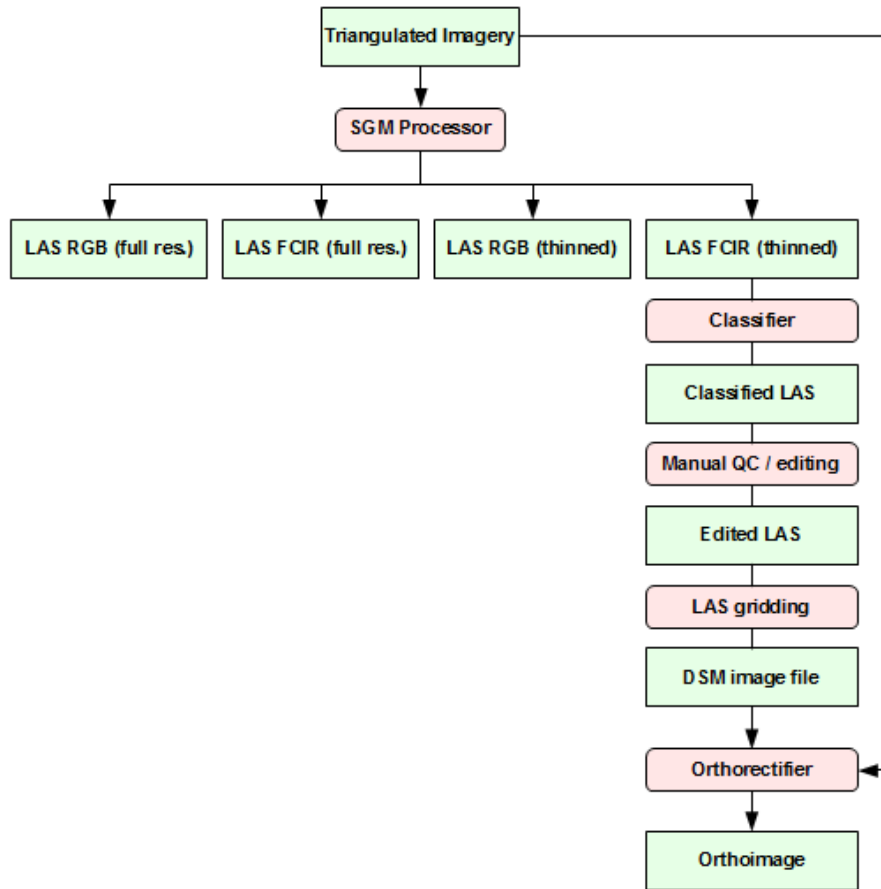 Triangulated Imagery
SGM Processor
LAS RGB (full res.)
LAS FCIR (full res.)
LAS RGB (thinned)
LAS FCIR (thinned)
Classifier
Classified LAS
Manual QC / editing
Edited LAS
LAS gridding
DSM image file
Orthorectifier
Orthoimage